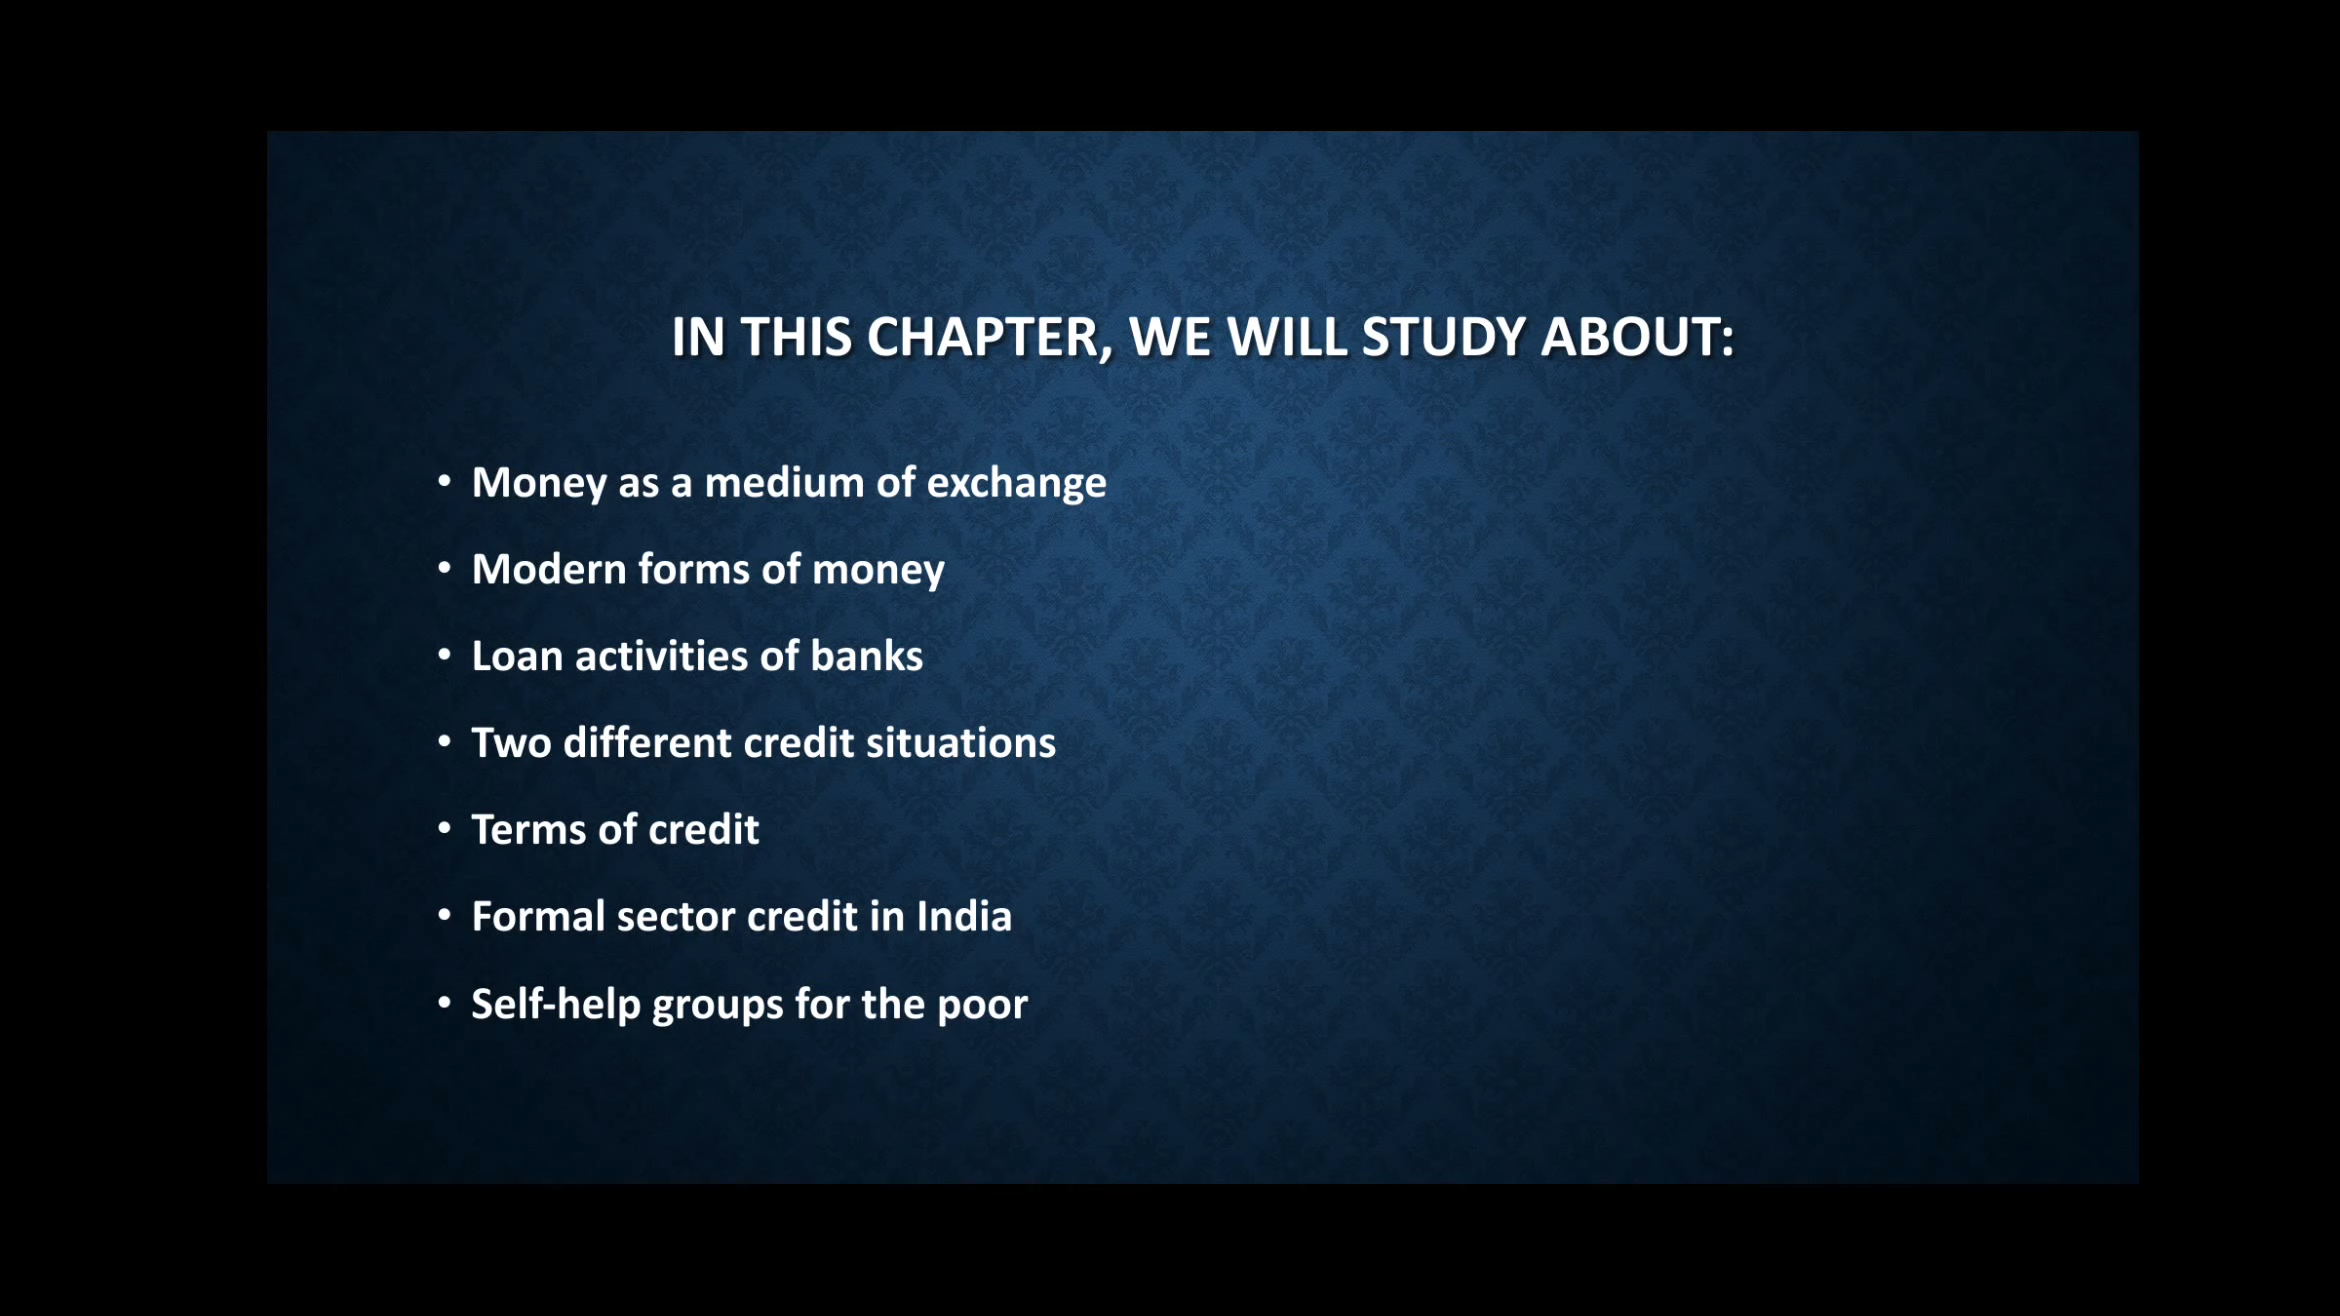 IN THIS CHAPTER, WE WILL STUDY ABOUT:
• Money as a medium of exchange
• Modern forms of money
• Loan activities of banks
• Two different credit situations
• Terms of credit
• Formal sector credit in India
• Self-help groups for the poor